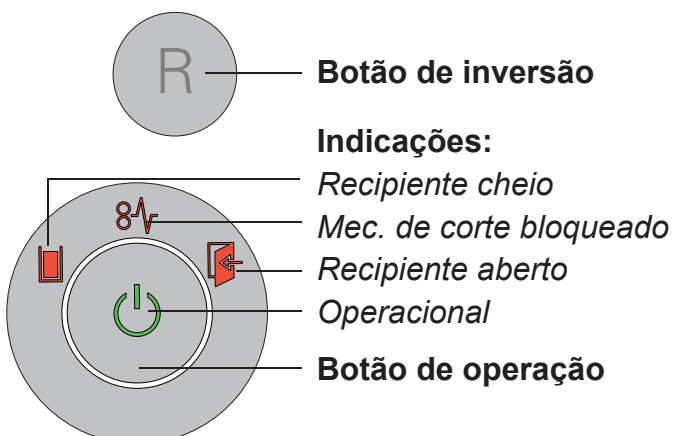 R
Botão de inversão
Indicações:
Recipiente cheio
Mec. de corte bloqueado
Recipiente aberto
Operacional
Botão de operação